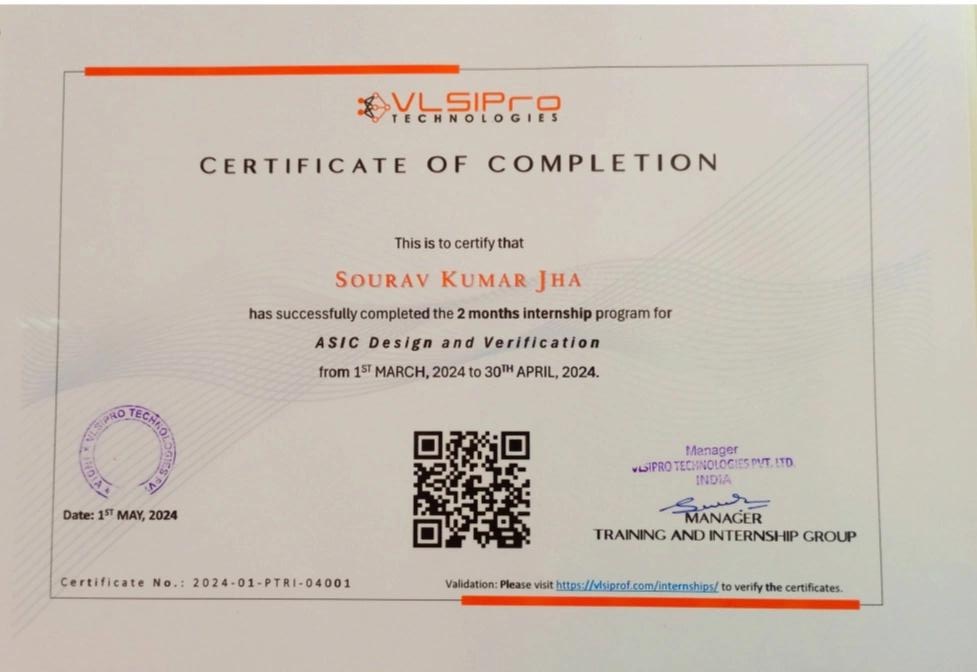 VLSIPro
TECHNOLOGIES
CERTIFICATE OF COMPLETION
This is to certify that
SOURAV KUMAR JHA
has successfully completed the 2 months internship program for
ASIC Design and Verification
from 1ST MARCH, 2024 to 30TH APRIL, 2024.
VLSIPRO TECHNOLOGIES PVT
INDIA
Date: 1ST MAY, 2024
Manager
VLSIPRO TECHNOLOGIES PVT. LTD.
INDIA
MANAGER
TRAINING AND INTERNSHIP GROUP
Certificate No.: 2024-01-PTRI-04001
Validation: Please visit https://vlsiprof.com/internships/ to verify the certificates.